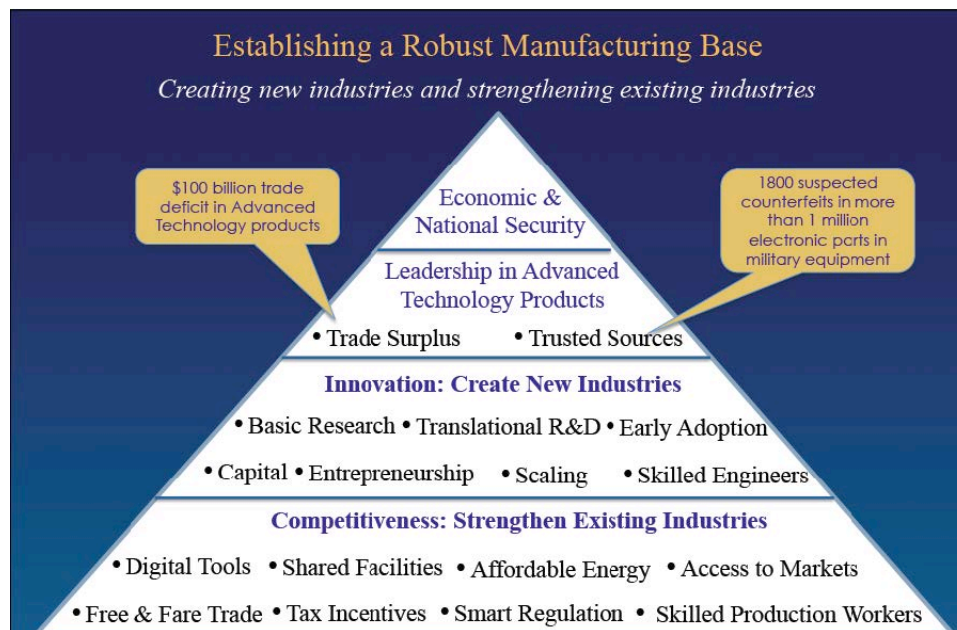 Establishing a Robust Manufacturing Base
Creating new industries and strengthening existing industries
$100 billion trade
deficit in Advanced
Technology products
1800 suspected
counterfeits in more
than 1 million
electronic parts in
military equipment
Economic &
National Security
Leadership in Advanced
Technology Products
• Trade Surplus • Trusted Sources
Innovation: Create New Industries
• Basic Research • Translational R&D • Early Adoption
• Capital • Entrepreneurship • Scaling • Skilled Engineers
Competitiveness: Strengthen Existing Industries
• Digital Tools • Shared Facilities • Affordable Energy • Access to Markets
• Free & Fare Trade • Tax Incentives • Smart Regulation • Skilled Production Workers